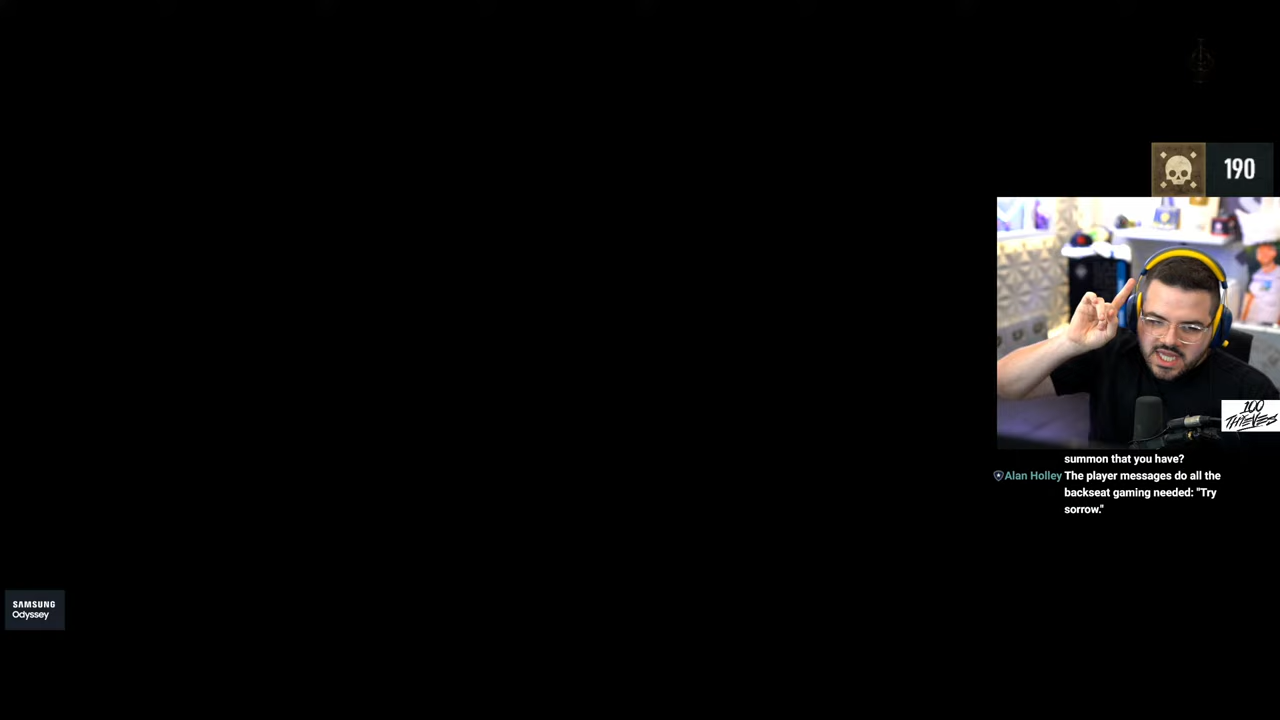 190
100
THIEVES
summon that you have?
Alan Holley The player messages do all the
backseat gaming needed: "Try
sorrow."
SAMSUNG
Odyssey